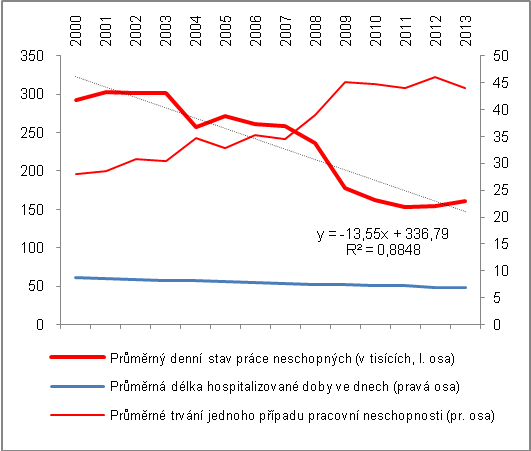 2000 2001 2002 2003 2004 2005 2006 2007 2008 2009 2010 2011 2012 2013
350 50
300 45
250 40
200 35
150 30
100 25
50 20
0 15
10
5
0
y = -13,55x + 336,79
R² = 0,8848
Průměrný denní stav práce neschopných (v tisících, l. osa)
Průměrná délka hospitalizované doby ve dnech (pravá osa)
Průměrné trvání jednoho případu pracovní neschopnosti (pr. osa)